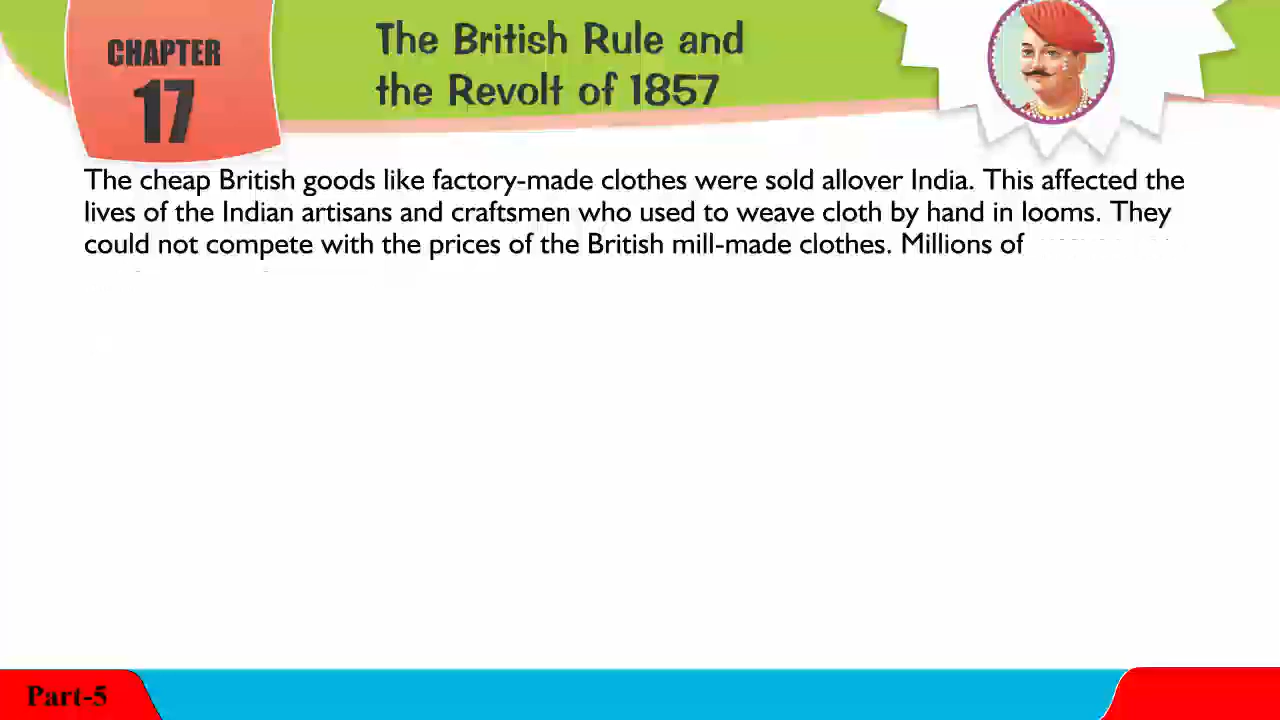 CHAPTER
17
The British Rule and
the Revolt of 1857
The cheap British goods like factory-made clothes were sold allover India. This affected the
lives of the Indian artisans and craftsmen who used to weave cloth by hand in looms. They
could not compete with the prices of the British mill-made clothes. Millions of
Part-5